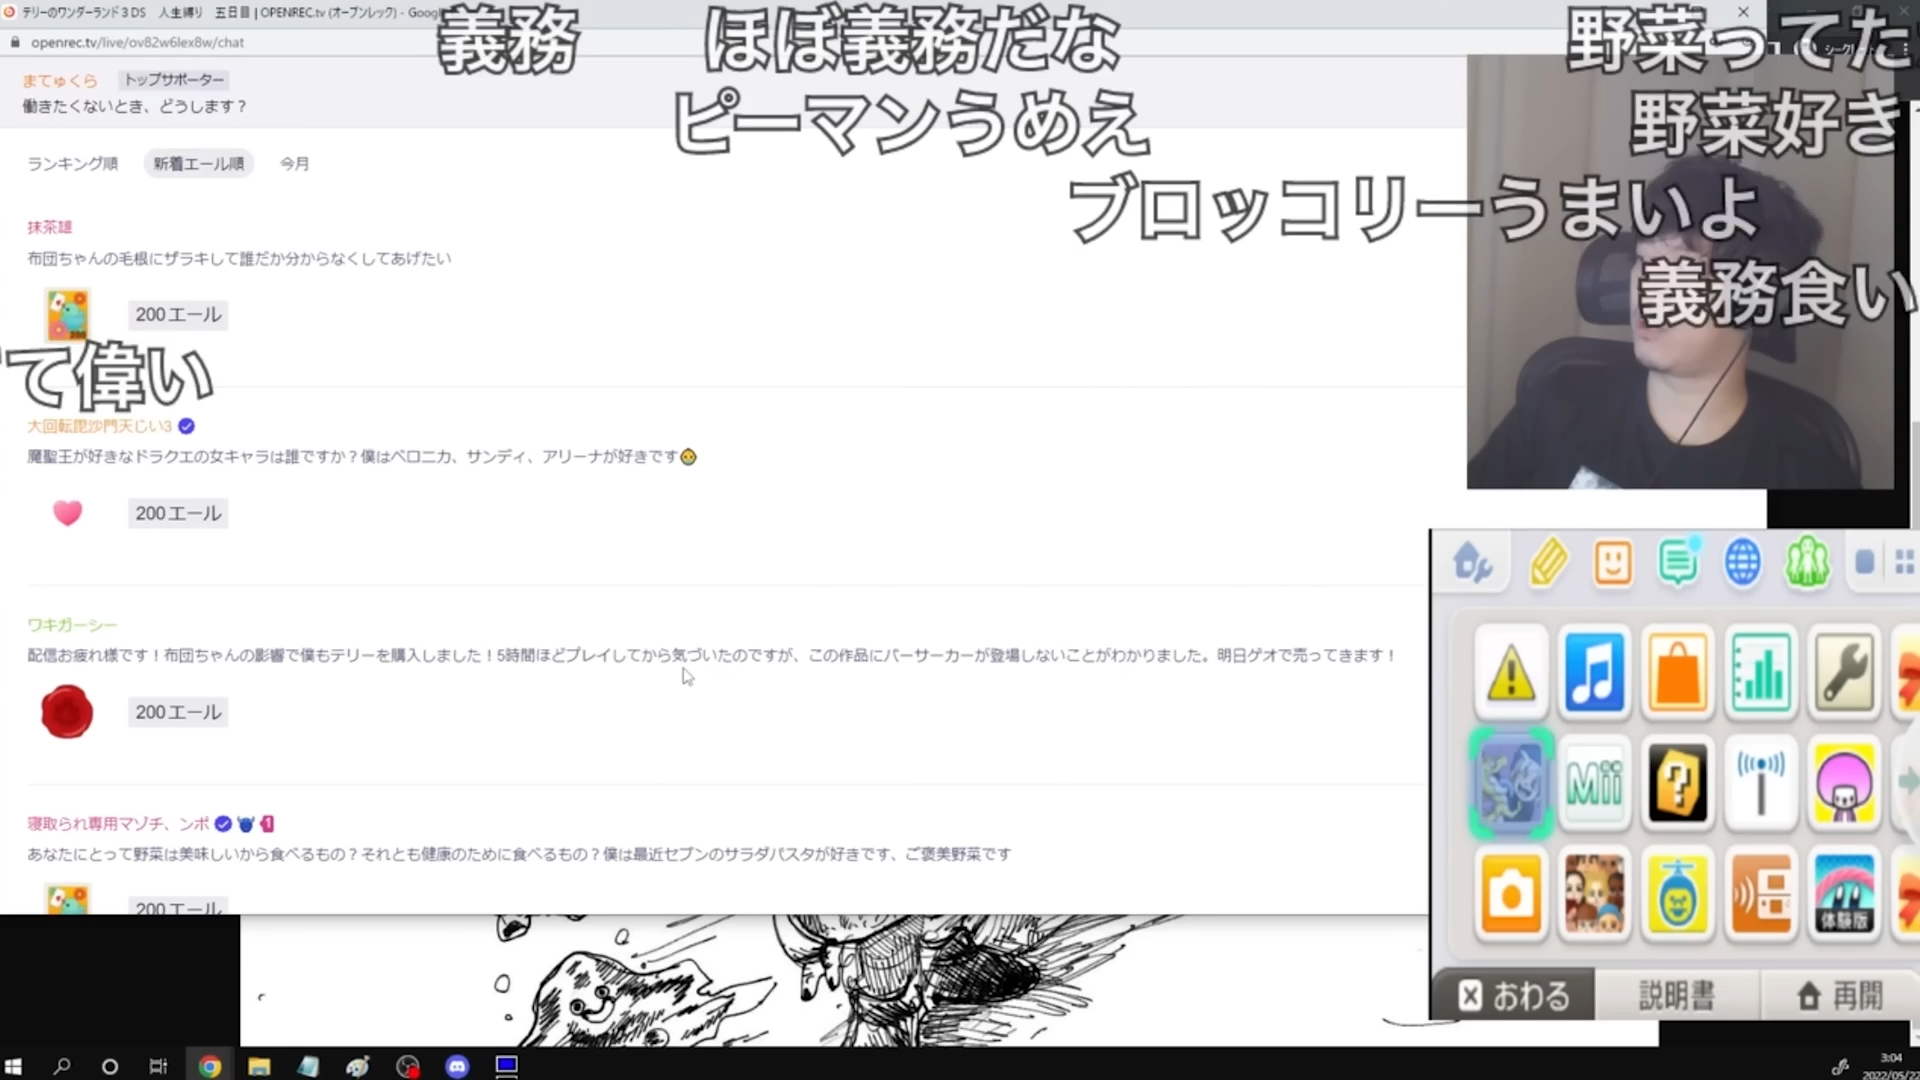 テリーのワンダーランド３DS　人生縛り　五日目 | OPENREC.tv (オープンレック) - Goog
openrec.tv/live/ov82w6lex8w/chat
義務
ほぼ義務だな
野菜ってた
ピーマンうめえ
野菜好き
ブロッコリーうまいよ
義務食い
て偉い
まてゅくら
トップサポーター
働きたくないとき、どうします？
ランキング順
新着エール順
今月
抹茶雄
布団ちゃんの毛根にザラキして誰だか分からなくしてあげたい
200エール
大回転毘沙門天じい3
魔聖王が好きなドラクエの女キャラは誰ですか？僕はベロニカ、サンディ、アリーナが好きです
200エール
ワキガーシー
配信お疲れ様です！布団ちゃんの影響で僕もテリーを購入しました！5時間ほどプレイしてから気づいたのですが、この作品にバーサーカーが登場しないことがわかりました。明日ゲオで売ってきます！
200エール
寝取られ専用マゾチ、ンポ
1
あなたにとって野菜は美味しいから食べるもの？それとも健康のために食べるもの？僕は最近セブンのサラダパスタが好きです、ご褒美野菜です
200エール
Mii
?
体験版
X おわる
説明書
再開
3:04
2022/05/22